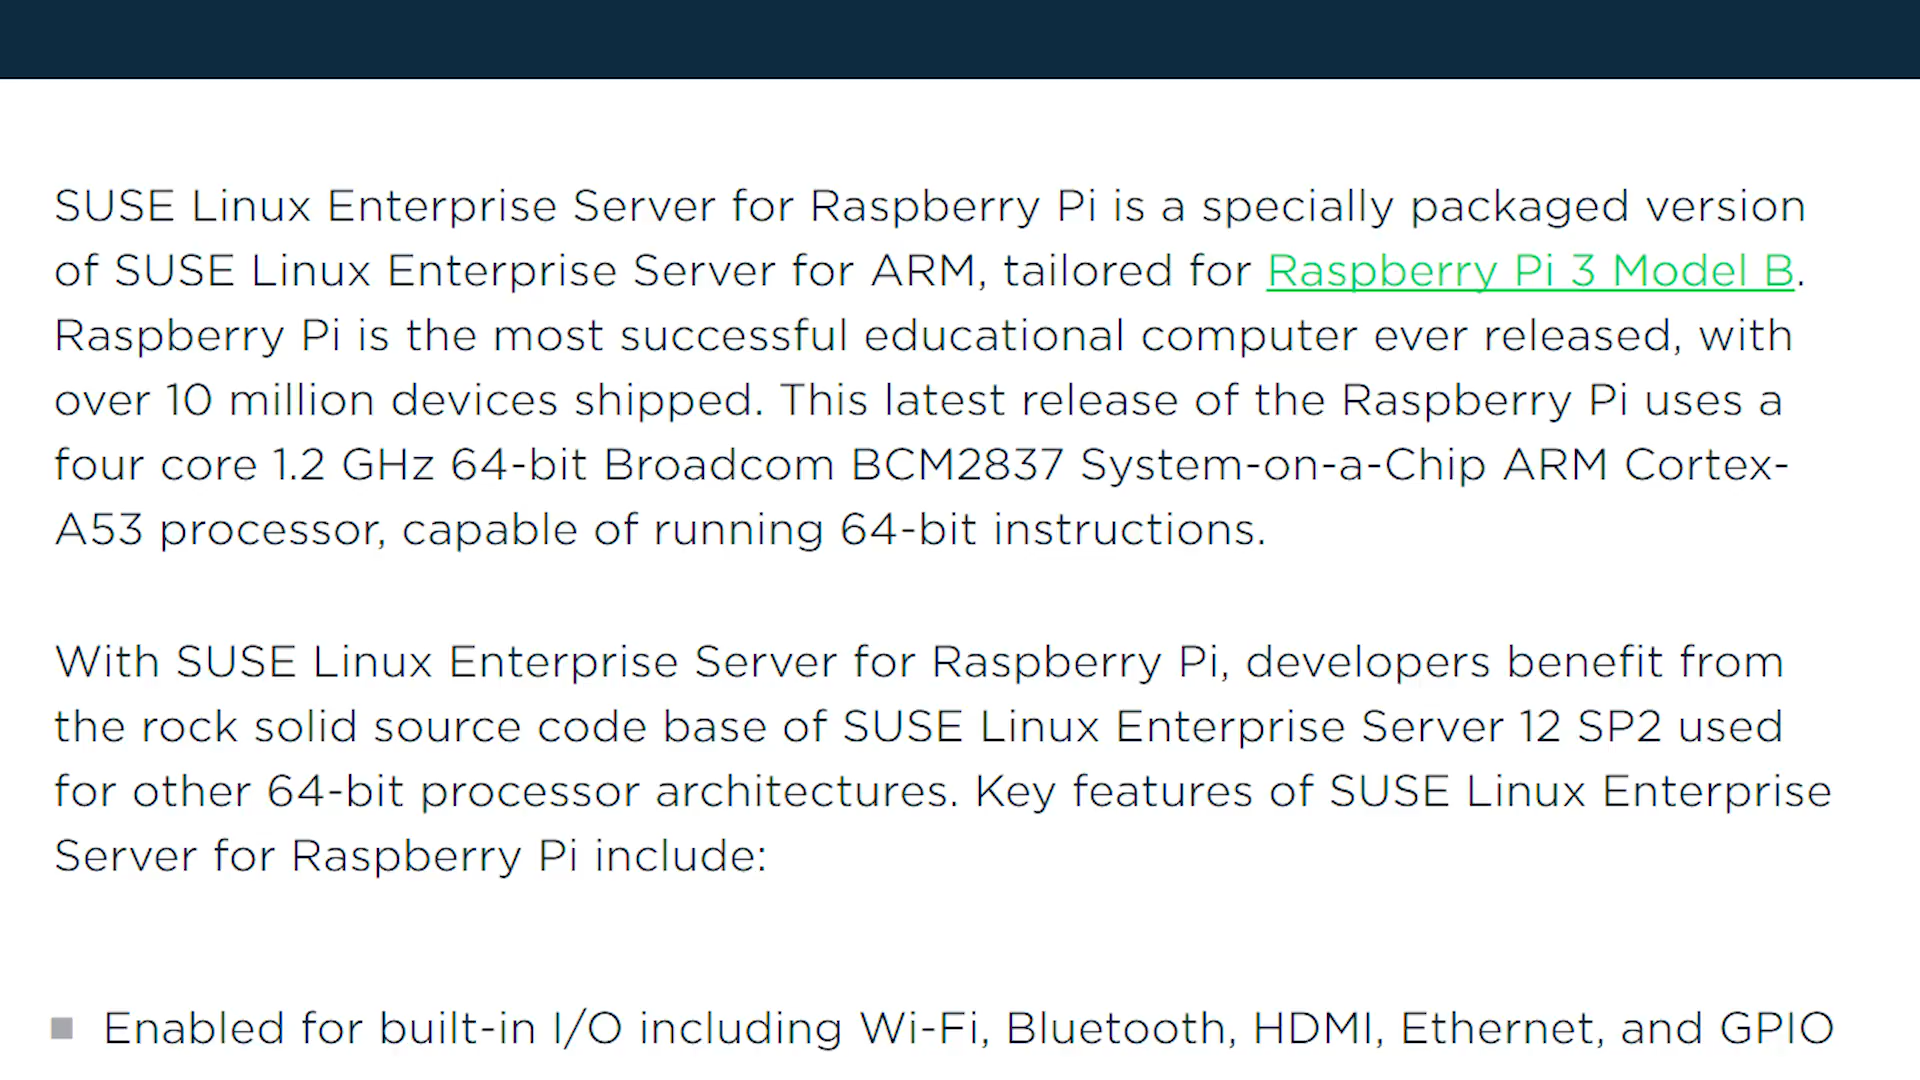 SUSE Linux Enterprise Server for Raspberry Pi is a specially packaged version
of SUSE Linux Enterprise Server for ARM, tailored for Raspberry Pi 3 Model B.
Raspberry Pi is the most successful educational computer ever released, with
over 10 million devices shipped. This latest release of the Raspberry Pi uses a
four core 1.2 GHz 64-bit Broadcom BCM2837 System-on-a-Chip ARM Cortex-
A53 processor, capable of running 64-bit instructions.
With SUSE Linux Enterprise Server for Raspberry Pi, developers benefit from
the rock solid source code base of SUSE Linux Enterprise Server 12 SP2 used
for other 64-bit processor architectures. Key features of SUSE Linux Enterprise
Server for Raspberry Pi include:
Enabled for built-in I/O including Wi-Fi, Bluetooth, HDMI, Ethernet, and GPIO